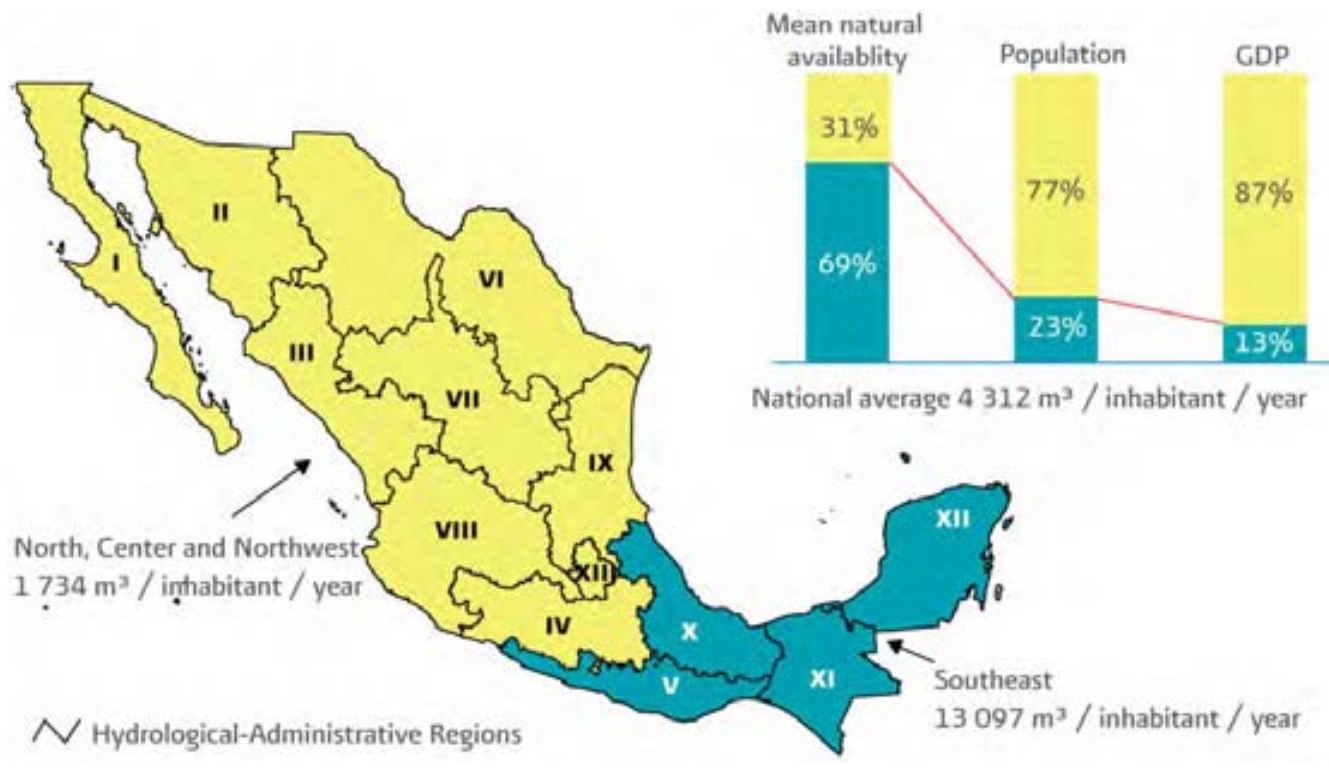 Mean natural
availablity
Population
GDP
31%
77%
87%
69%
23%
13%
National average 4 312 m³ / inhabitant / year
I
II
III
VI
VII
IX
VIII
XII
IV
X
V
XI
XII
North, Center and Northwest
1 734 m³ / inhabitant / year
Southeast
13 097 m³ / inhabitant / year
Hydrological-Administrative Regions